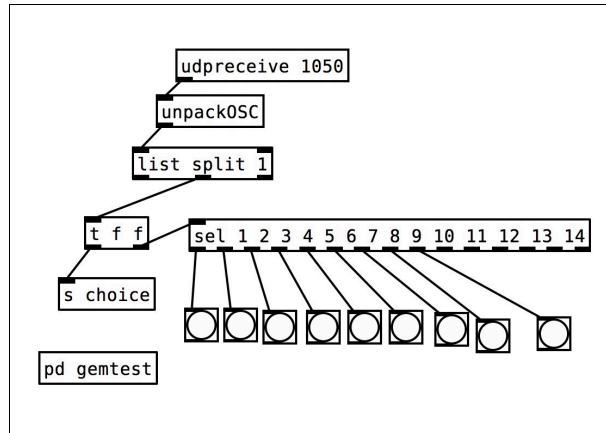 udpreceive 1050
unpackOSC
list split 1
t f f
sel 1 2 3 4 5 6 7 8 9 10 11 12 13 14
s choice
pd gemtest